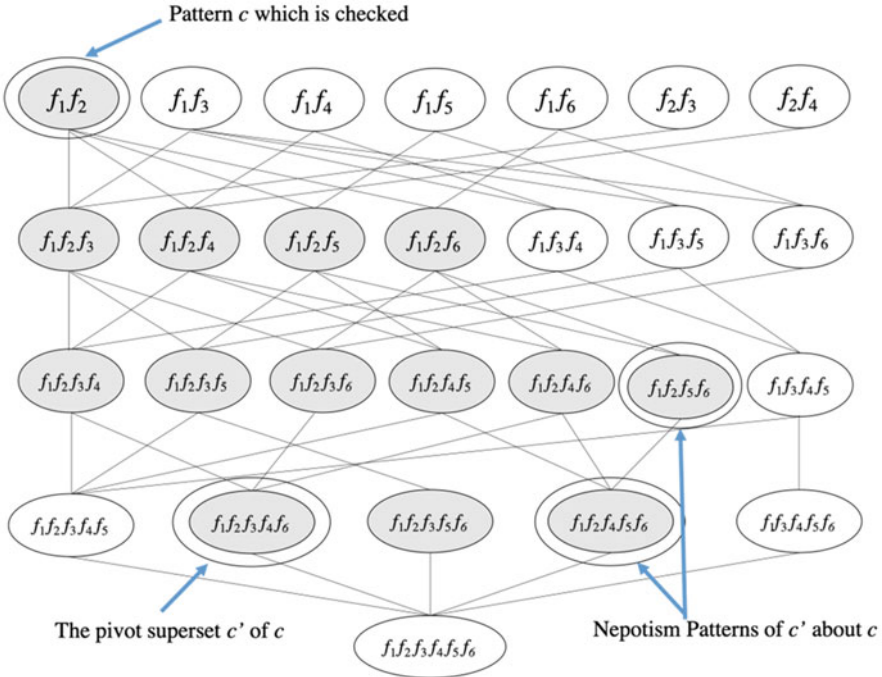 Pattern c which is checked
f₁f₂ f₁f₃ f₁f₄ f₁f₅ f₁f₆ f₂f₃ f₂f₄
f₁f₂f₃ f₁f₂f₄ f₁f₂f₅ f₁f₂f₆ f₁f₃f₄ f₁f₃f₅ f₁f₃f₆
f₁f₂f₃f₄ f₁f₂f₃f₅ f₁f₂f₃f₆ f₁f₂f₄f₅ f₁f₂f₄f₆ f₁f₂f₅f₆ f₁f₃f₄f₅
f₁f₂f₃f₄f₅ f₁f₂f₃f₄f₆ f₁f₂f₃f₅f₆ f₁f₂f₄f₅f₆ f₁f₃f₄f₅f₆
The pivot superset c’ of c
Nepotism Patterns of c’ about c
f₁f₂f₃f₄f₅f₆